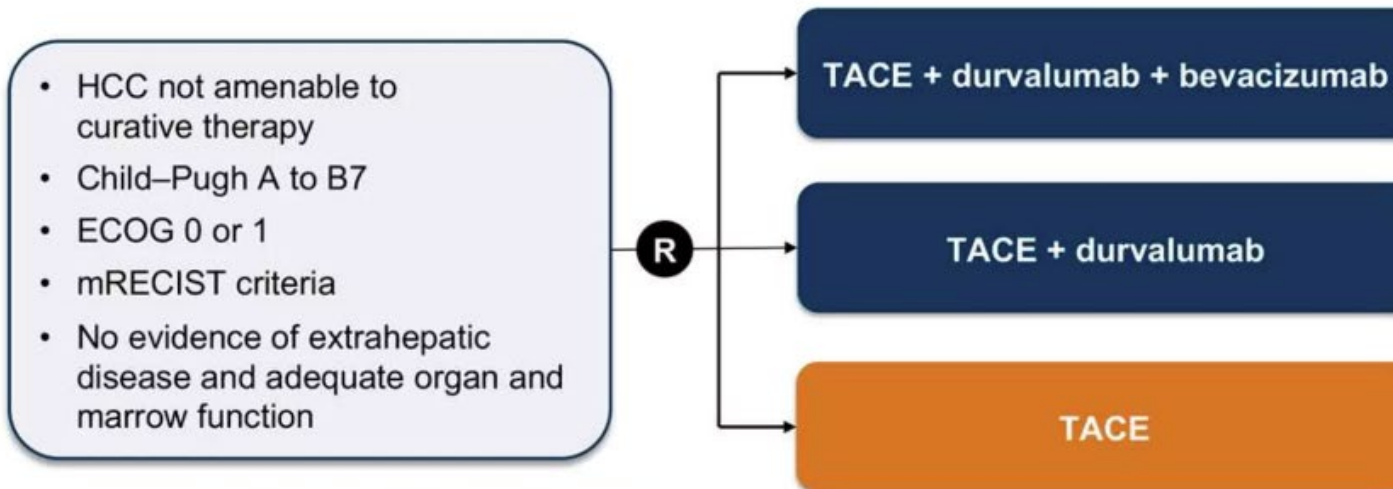 • HCC not amenable to
curative therapy
• Child–Pugh A to B7
• ECOG 0 or 1
• mRECIST criteria
• No evidence of extrahepatic
disease and adequate organ and
marrow function
R
TACE + durvalumab + bevacizumab
TACE + durvalumab
TACE